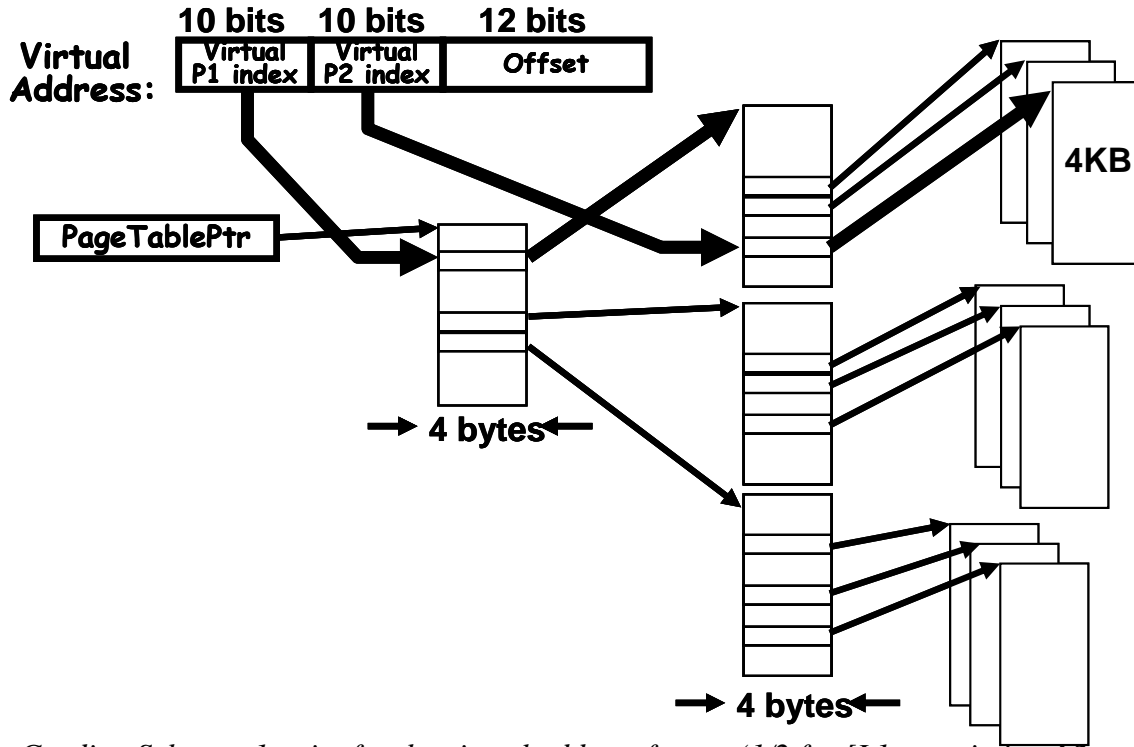 10 bits 10 bits 12 bits
Virtual Address:
Virtual P1 index
Virtual P2 index
Offset
4KB
PageTablePtr
4 bytes
4 bytes